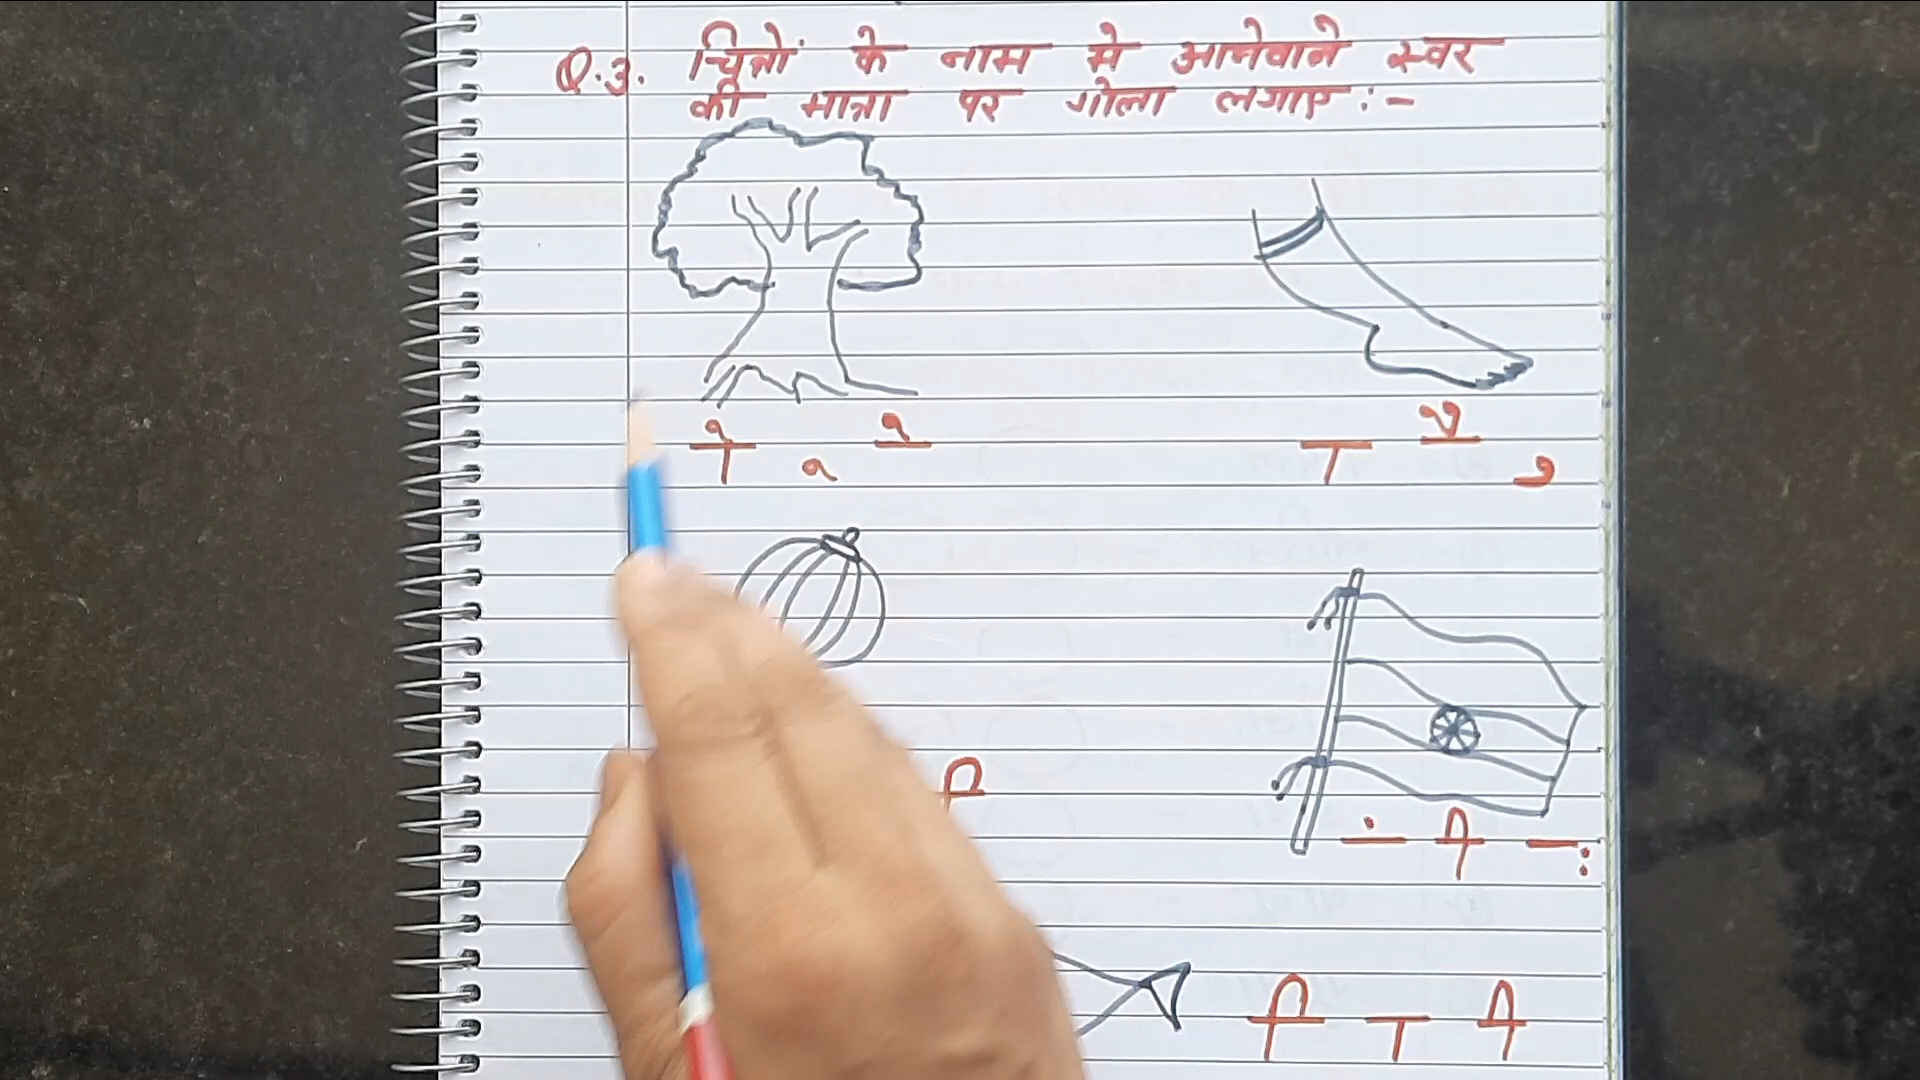 Q.3. चित्रों के नाम मे आनेवाले स्वर
की मात्रा पर गोला लगाए :-
ो ू े
ा ै ु
ि
ं ी ः
ि ा ी